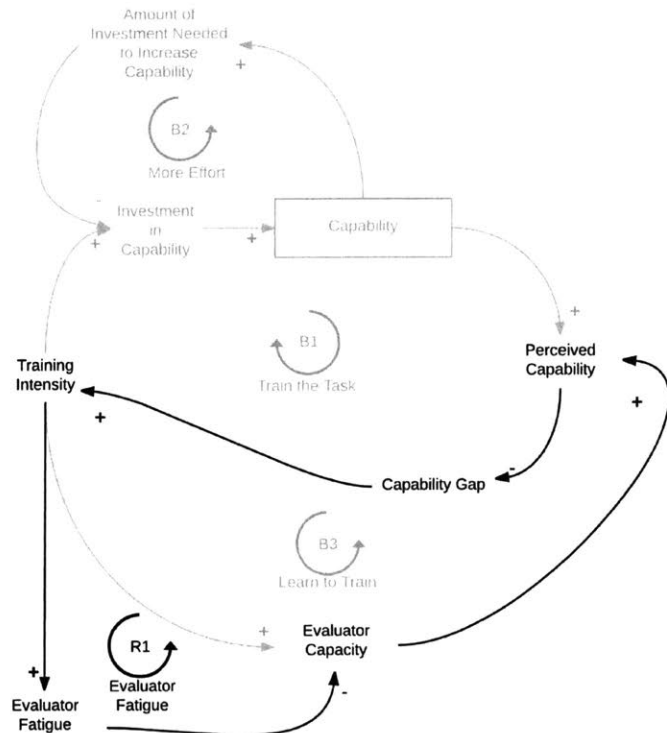 Amount of
Investment Needed
to Increase
Capability
+
B2
More Effort
-
Investment
in
Capability
+
+
Capability
+
B1
Train the Task
Training
Intensity
Perceived
Capability
+
+
-
Capability Gap
B3
Learn to Train
+
Evaluator
Capacity
R1
Evaluator
Fatigue
+
-
Evaluator
Fatigue